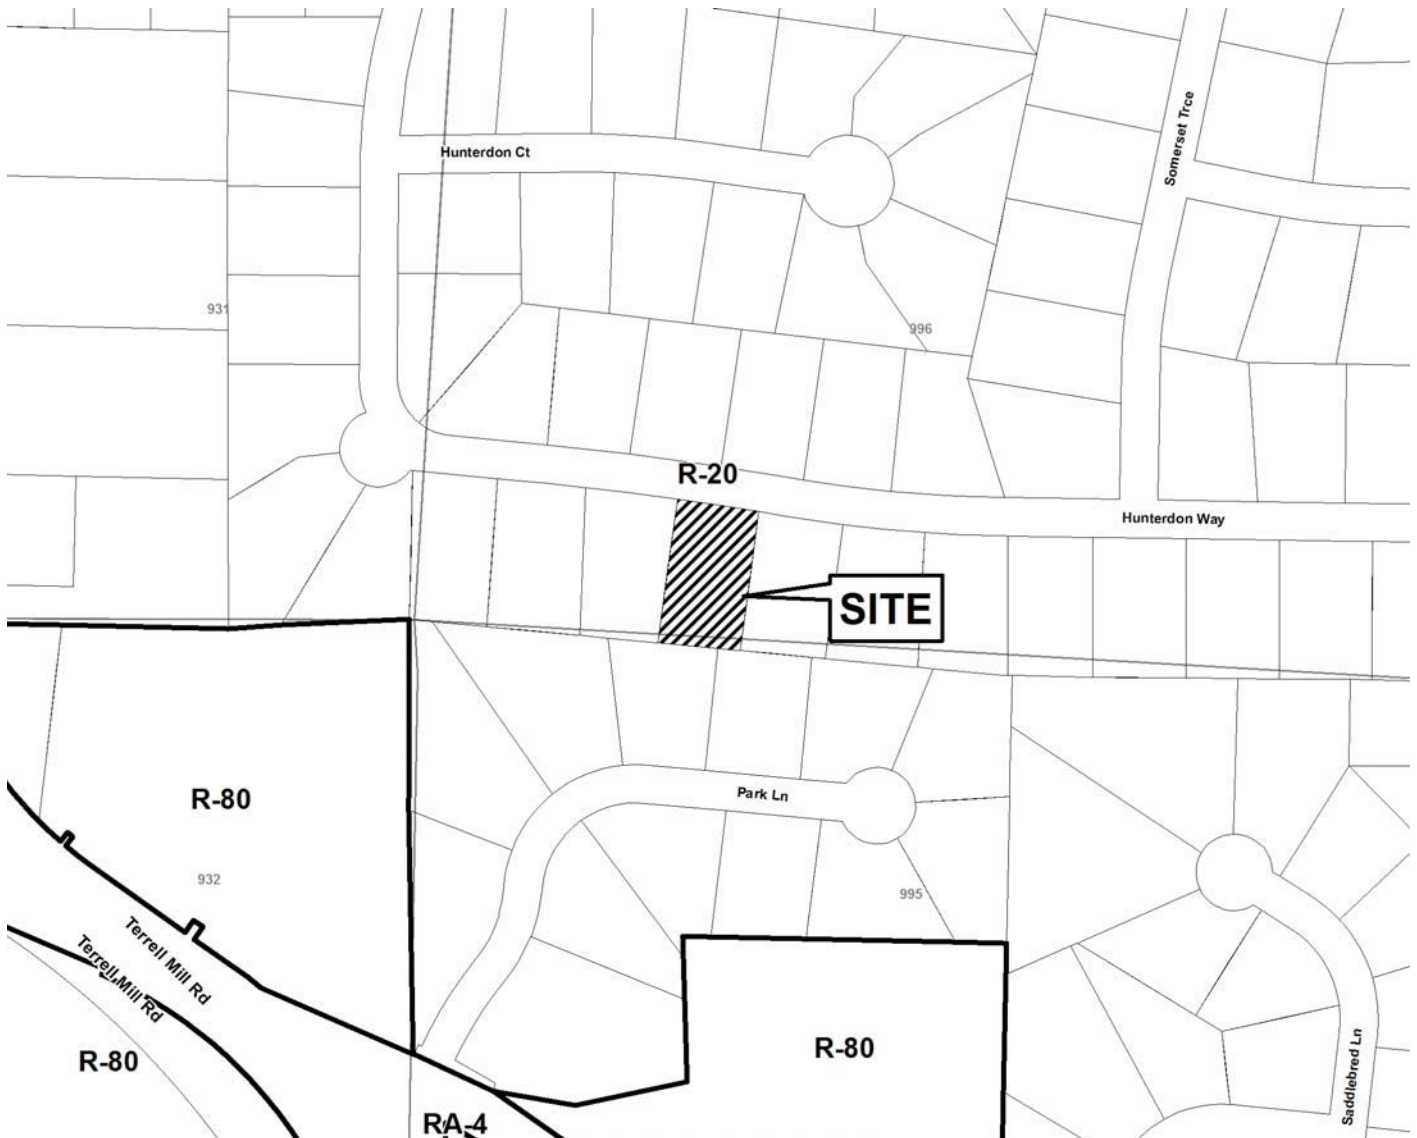 Hunterdon Ct
Somerset Trce
931
996
R-20
Hunterdon Way
SITE
R-80
Park Ln
932
995
Terrell Mill Rd
Terrell Mill Rd
R-80
R-80
Saddlebred Ln
RA-4